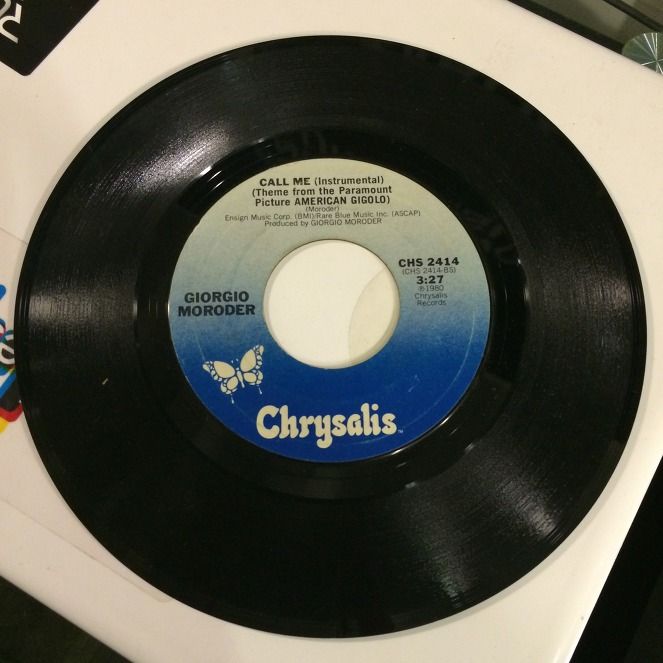 CALL ME (Instrumental)
(Theme from the Paramount
Picture AMERICAN GIGOLO)
(Moroder)
Ensign Music Corp. (BMI)/Rare Blue Music Inc. (ASCAP)
Produced by GIORGIO MORODER
CHS 2414
(CHS 2414-BS)
3:27
℗1980
Chrysalis
Records
GIORGIO
MORODER
Chrysalis™